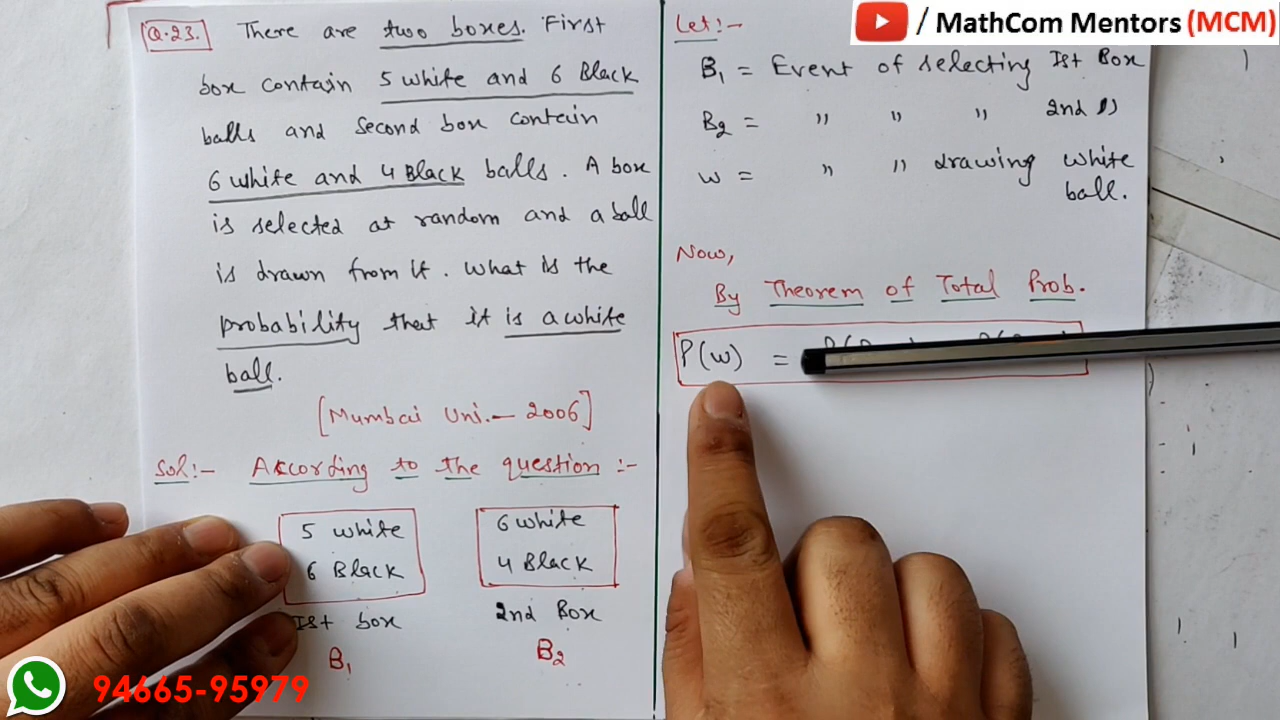 Q.23. There are two boxes. First
box contain 5 white and 6 Black
balls and second box contain
6 white and 4 Black balls. A box
is selected at random and a ball
is drawn from it. What is the
probability that it is a white
ball.
[Mumbai Uni. — 2006]
Sol:- According to the question :-
5 white
6 Black
Ist box
B₁
6 white
4 Black
2nd Box
B₂
94665-95979
/ MathCom Mentors (MCM)
Let:-
B₁ = Event of selecting Ist Box
B₂ = " " " 2nd "
W = " " drawing white
ball.
Now,
By Theorem of Total Prob.
P(W) =